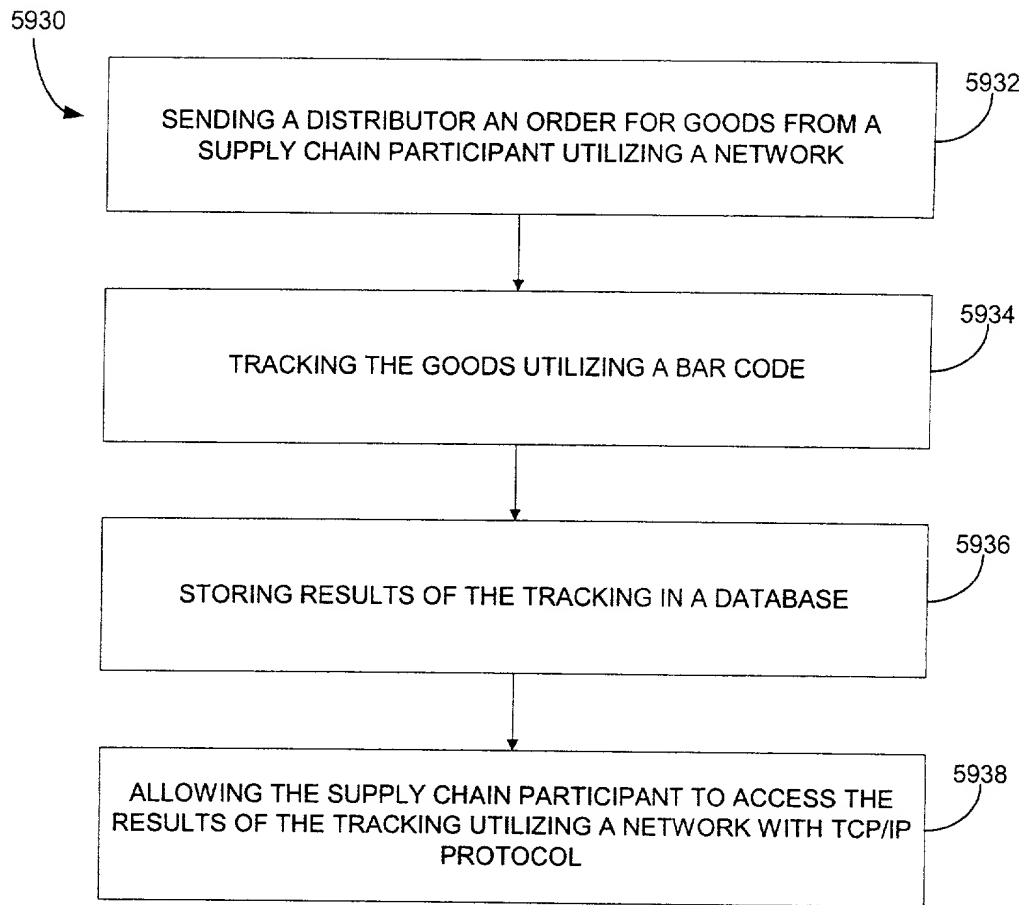 5930
5932
SENDING A DISTRIBUTOR AN ORDER FOR GOODS FROM A
SUPPLY CHAIN PARTICIPANT UTILIZING A NETWORK
5934
TRACKING THE GOODS UTILIZING A BAR CODE
5936
STORING RESULTS OF THE TRACKING IN A DATABASE
5938
ALLOWING THE SUPPLY CHAIN PARTICIPANT TO ACCESS THE
RESULTS OF THE TRACKING UTILIZING A NETWORK WITH TCP/IP
PROTOCOL